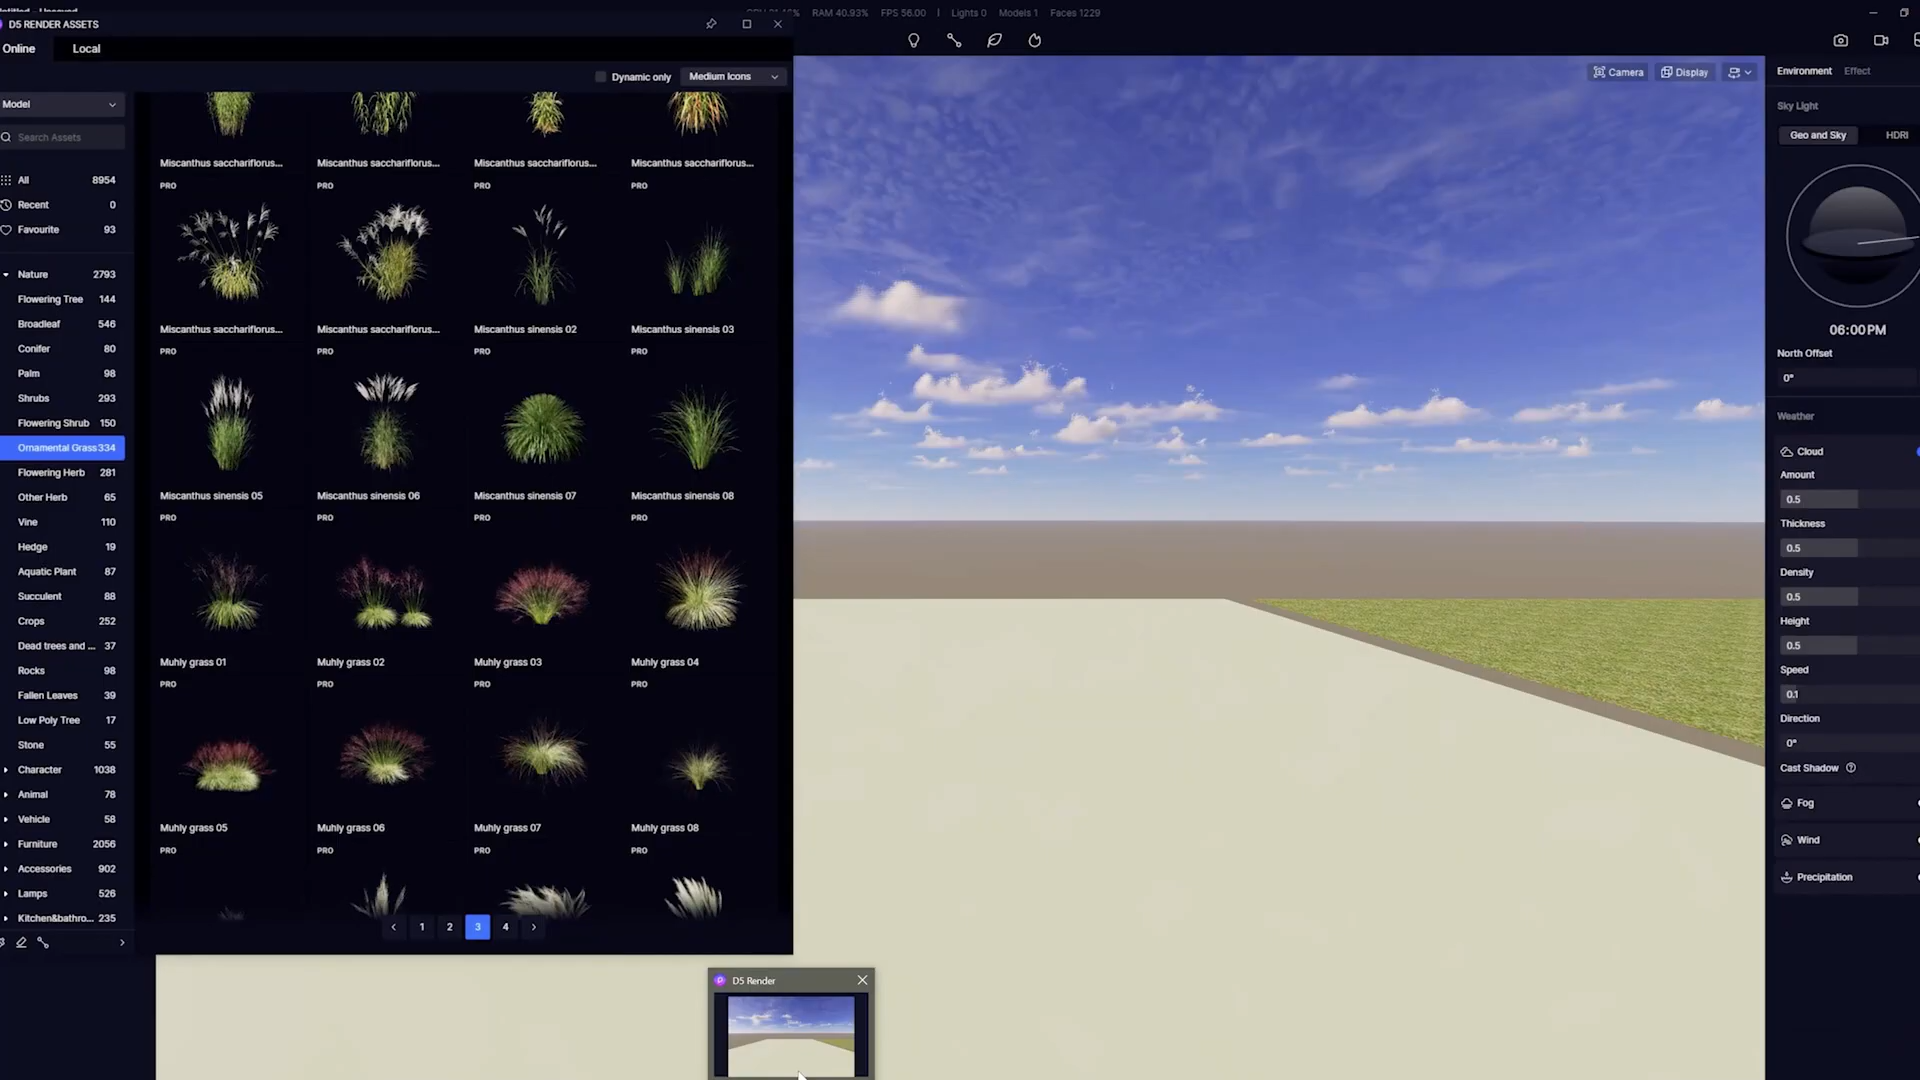 D5 RENDER ASSETS
RAM 40.93%
FPS 56.00
Lights 0
Models 1
Faces 1229
Online
Local
Dynamic only
Medium Icons
Model
Search Assets
All 8954
Recent 0
Favourite 93
Nature 2793
Flowering Tree 144
Broadleaf 546
Conifer 80
Palm 98
Shrubs 293
Flowering Shrub 150
Ornamental Grass 334
Flowering Herb 281
Other Herb 65
Vine 110
Hedge 19
Aquatic Plant 87
Succulent 88
Crops 252
Dead trees and ... 37
Rocks 98
Fallen Leaves 39
Low Poly Tree 17
Stone 55
Character 1038
Animal 78
Vehicle 58
Furniture 2056
Accessories 902
Lamps 526
Kitchen&bathro... 235
Miscanthus sacchariflorus...
Miscanthus sacchariflorus...
Miscanthus sacchariflorus...
Miscanthus sacchariflorus...
PRO
PRO
PRO
PRO
Miscanthus sacchariflorus...
Miscanthus sacchariflorus...
Miscanthus sinensis 02
Miscanthus sinensis 03
PRO
PRO
PRO
PRO
Miscanthus sinensis 05
Miscanthus sinensis 06
Miscanthus sinensis 07
Miscanthus sinensis 08
PRO
PRO
PRO
PRO
Muhly grass 01
Muhly grass 02
Muhly grass 03
Muhly grass 04
PRO
PRO
PRO
PRO
Muhly grass 05
Muhly grass 06
Muhly grass 07
Muhly grass 08
PRO
PRO
PRO
PRO
1 2 3 4
D5 Render
Camera
Display
Environment
Effect
Sky Light
Geo and Sky
HDRI
06:00PM
North Offset
0°
Weather
Cloud
Amount
0.5
Thickness
0.5
Density
0.5
Height
0.5
Speed
0.1
Direction
0°
Cast Shadow
Fog
Wind
Precipitation